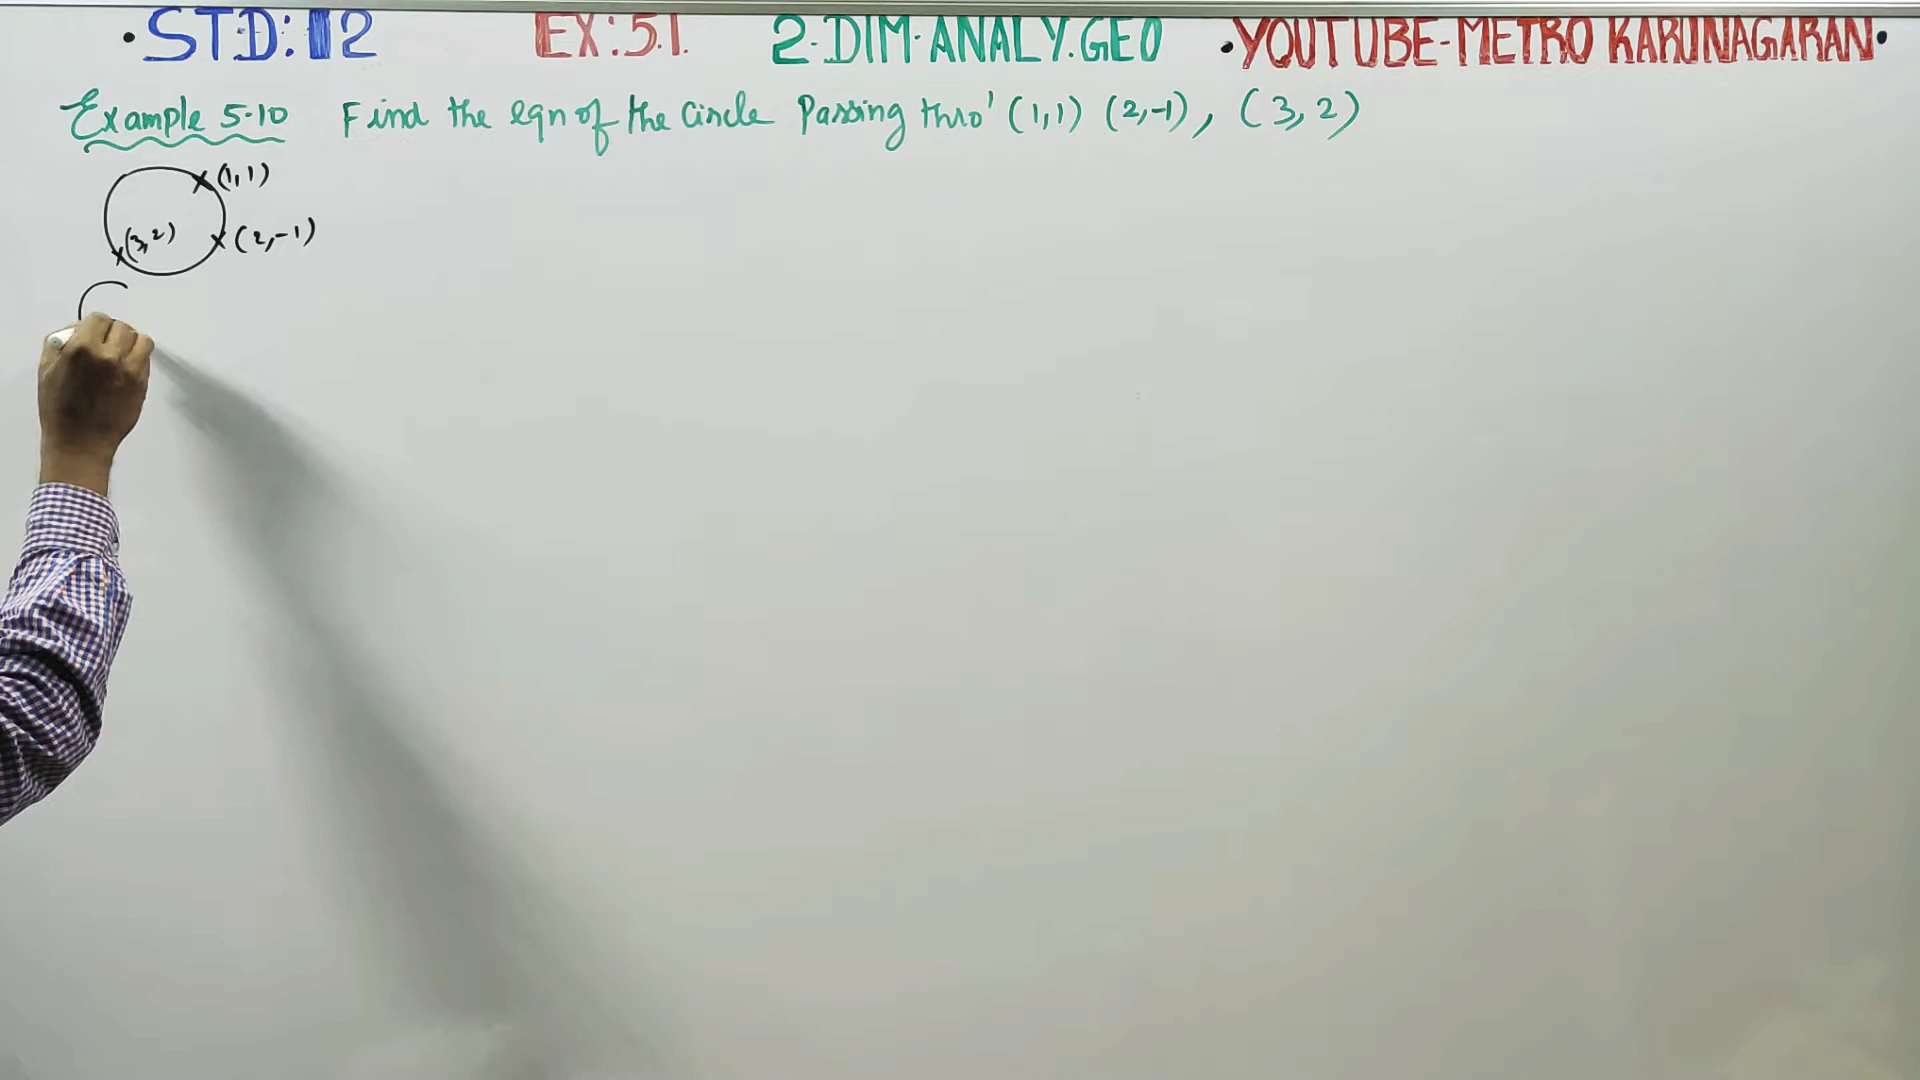 •STD:12 EX:5.1. 2-DIM-ANALY.GEO •YOUTUBE-METRO KARUNAGARAN•
Example 5.10 Find the eqn of the Circle Passing thro' (1,1) (2,-1), (3, 2)
(1,1)
(3,2) (2,-1)